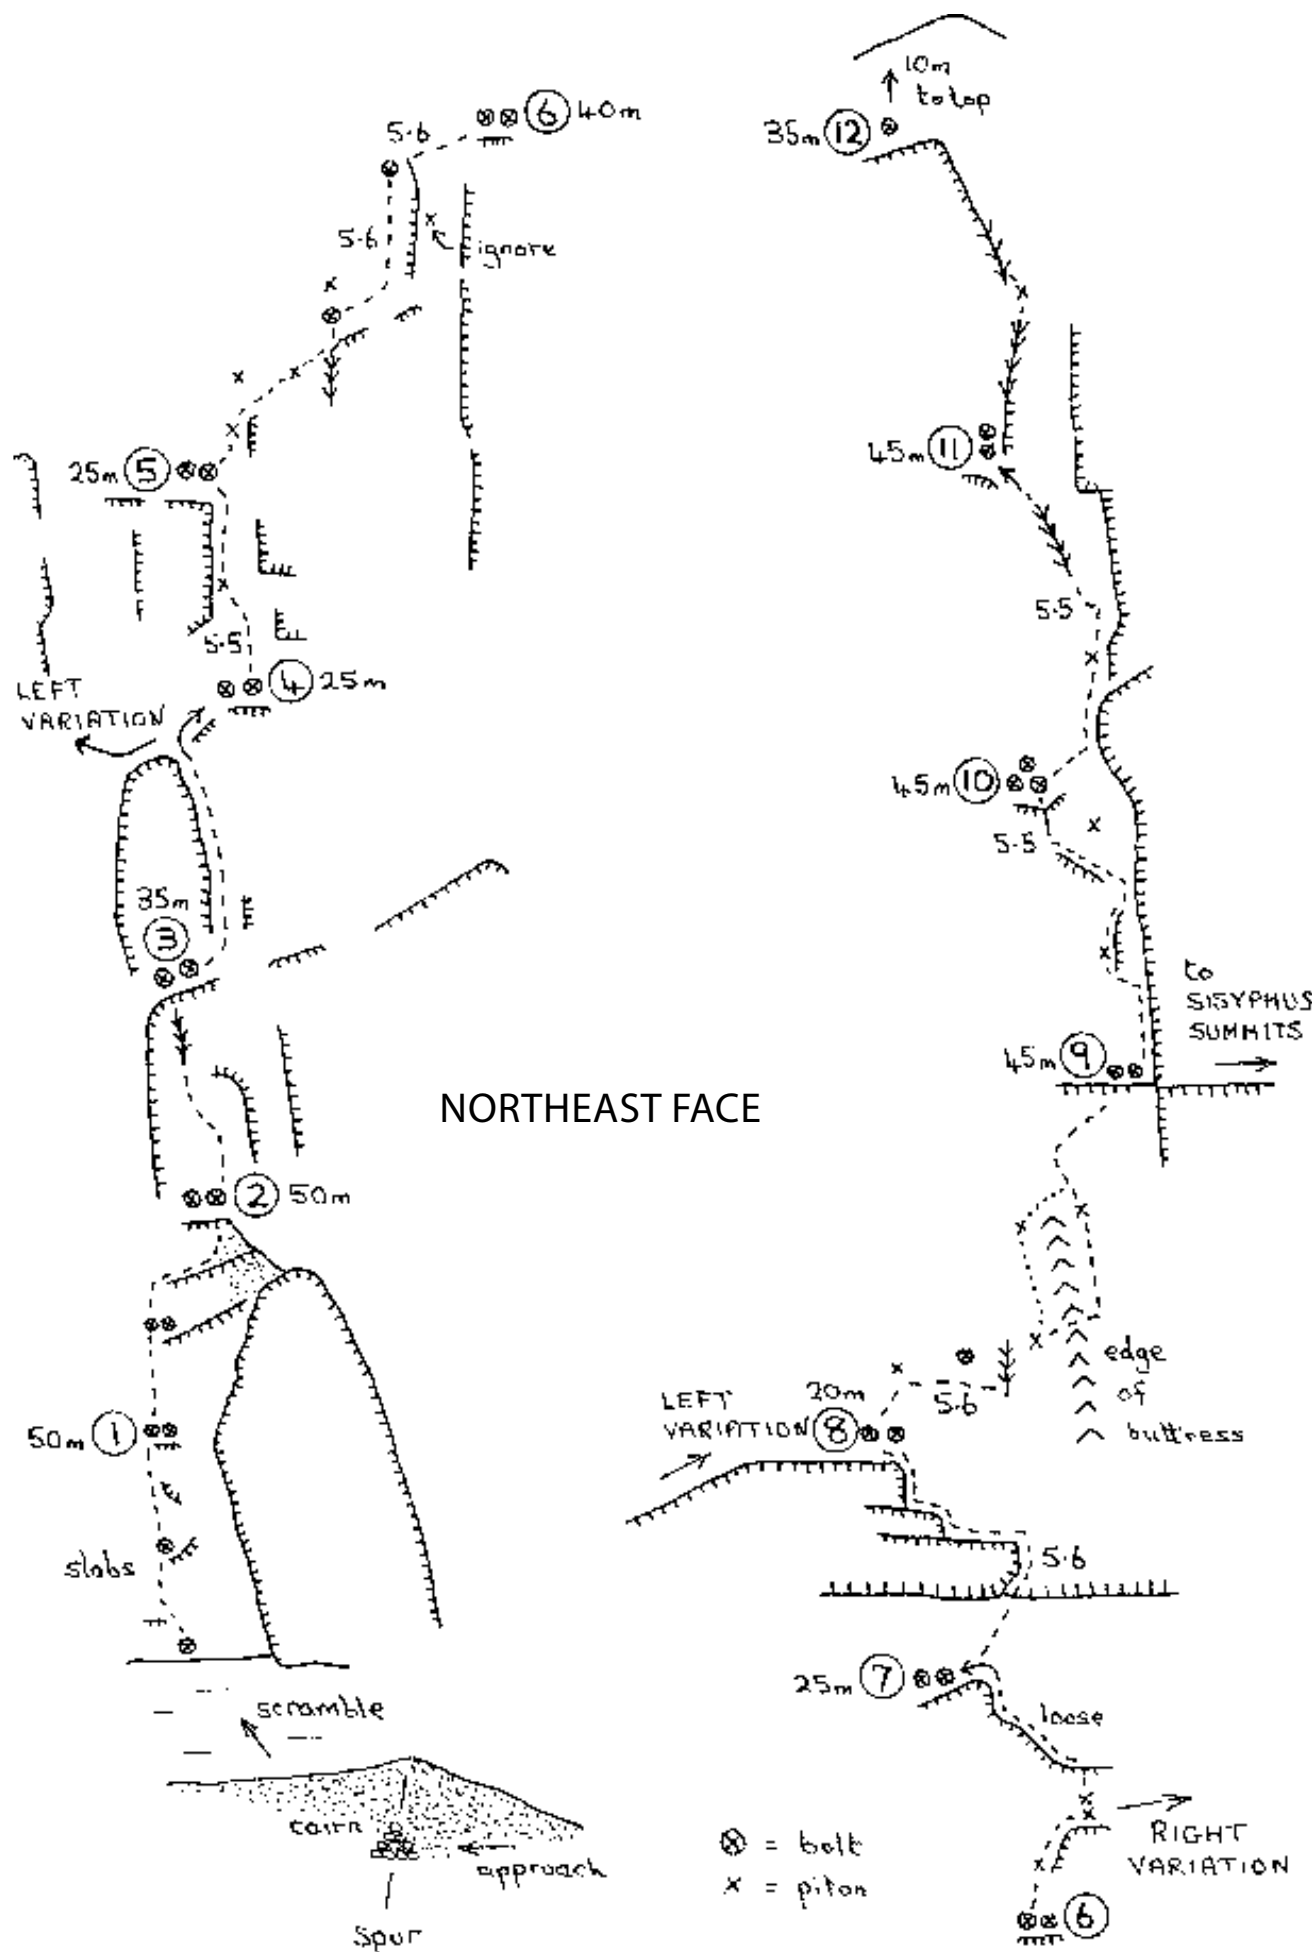 10m
to top
5.6
6 40m
35m 12
5.6
ignore
25m 5
45m 11
5.5
5.5
LEFT
VARIATION
4 25m
45m 10
5.5
35m
3
to
SISYPHUS
SUMMITS
45m 9
NORTHEAST FACE
2 50m
edge
of
buttress
20m
5.6
LEFT
VARIATION 8
50m 1
slabs
5.6
25m 7
loose
scramble
cairn
approach
Spur
⊗ = bolt
x = piton
RIGHT
VARIATION
6